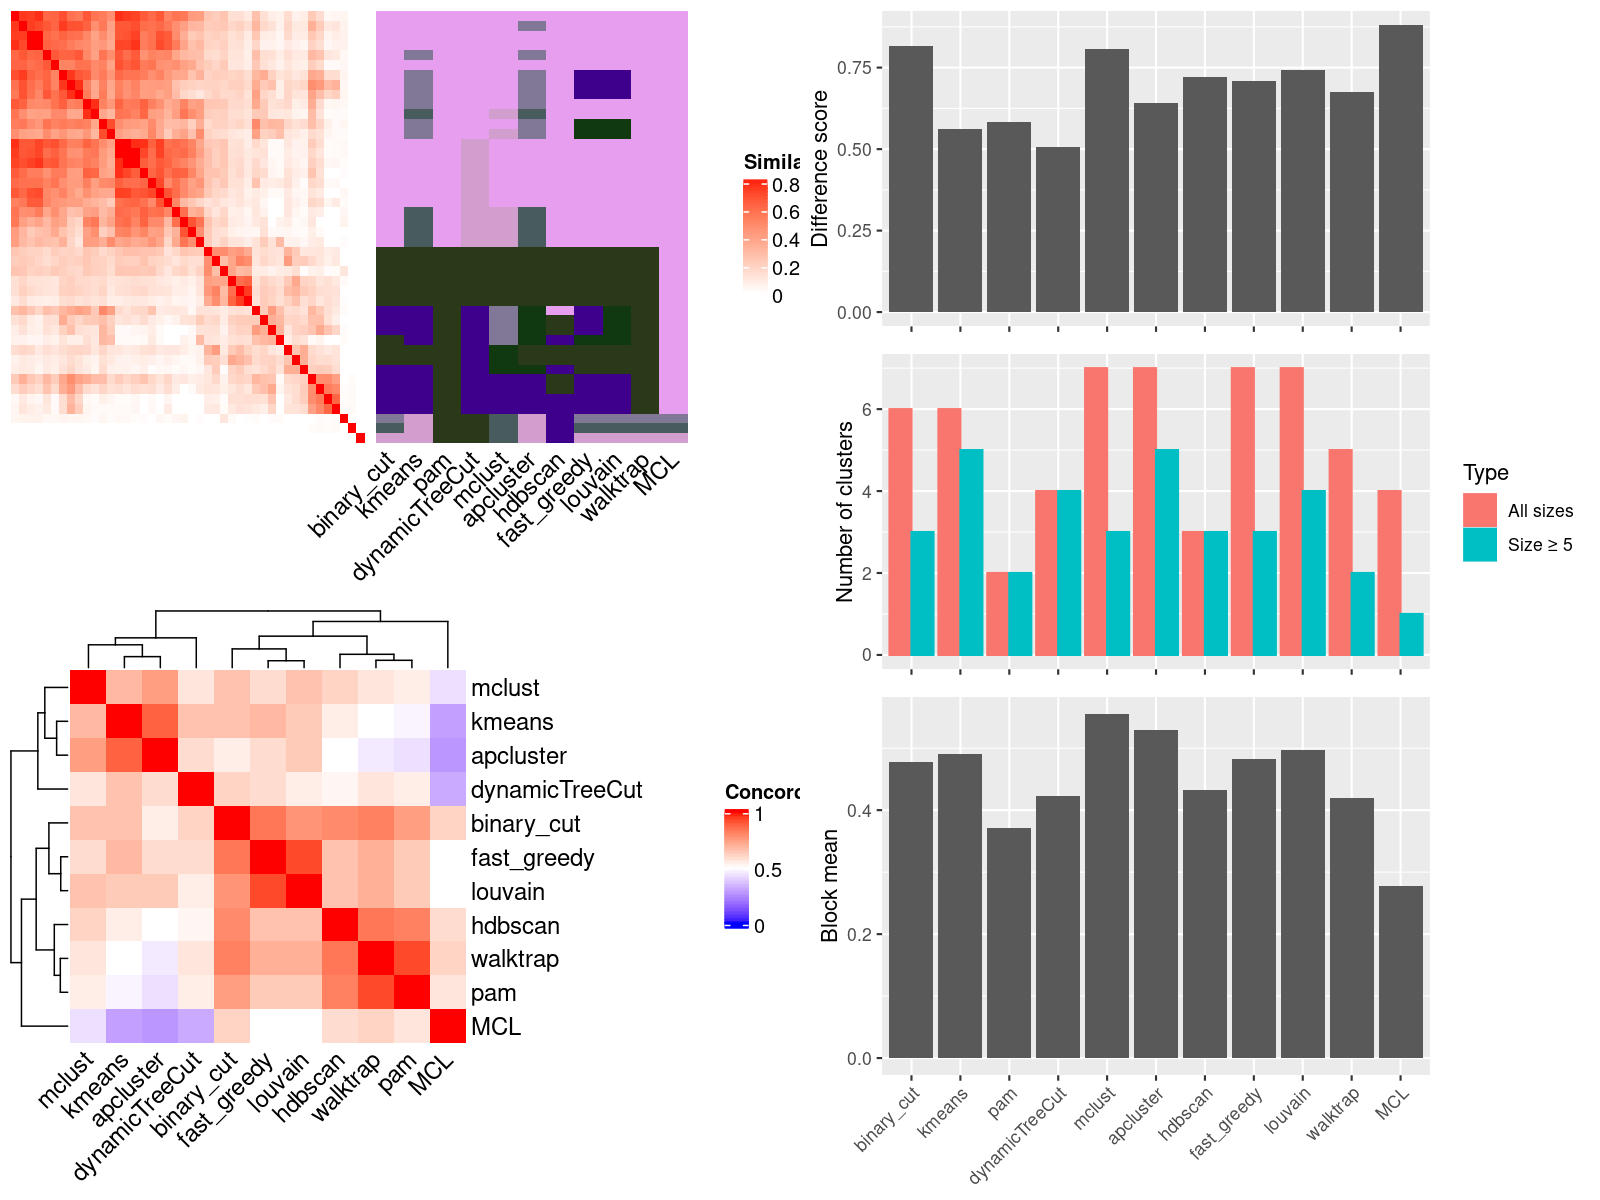 Simila
0.8
0.6
0.4
0.2
0
binary_cut
kmeans
pam
dynamicTreeCut
mclust
apcluster
hdbscan
fast_greedy
louvain
walktrap
MCL
Difference score
0.75
0.50
0.25
0.00
Number of clusters
6
4
2
0
Type
All sizes
Size ≥ 5
mclust
kmeans
apcluster
dynamicTreeCut
binary_cut
fast_greedy
louvain
hdbscan
walktrap
pam
MCL
mclust
kmeans
apcluster
dynamicTreeCut
binary_cut
fast_greedy
louvain
hdbscan
walktrap
pam
MCL
Concord
1
0.5
0
Block mean
0.4
0.2
0.0
binary_cut
kmeans
pam
dynamicTreeCut
mclust
apcluster
hdbscan
fast_greedy
louvain
walktrap
MCL